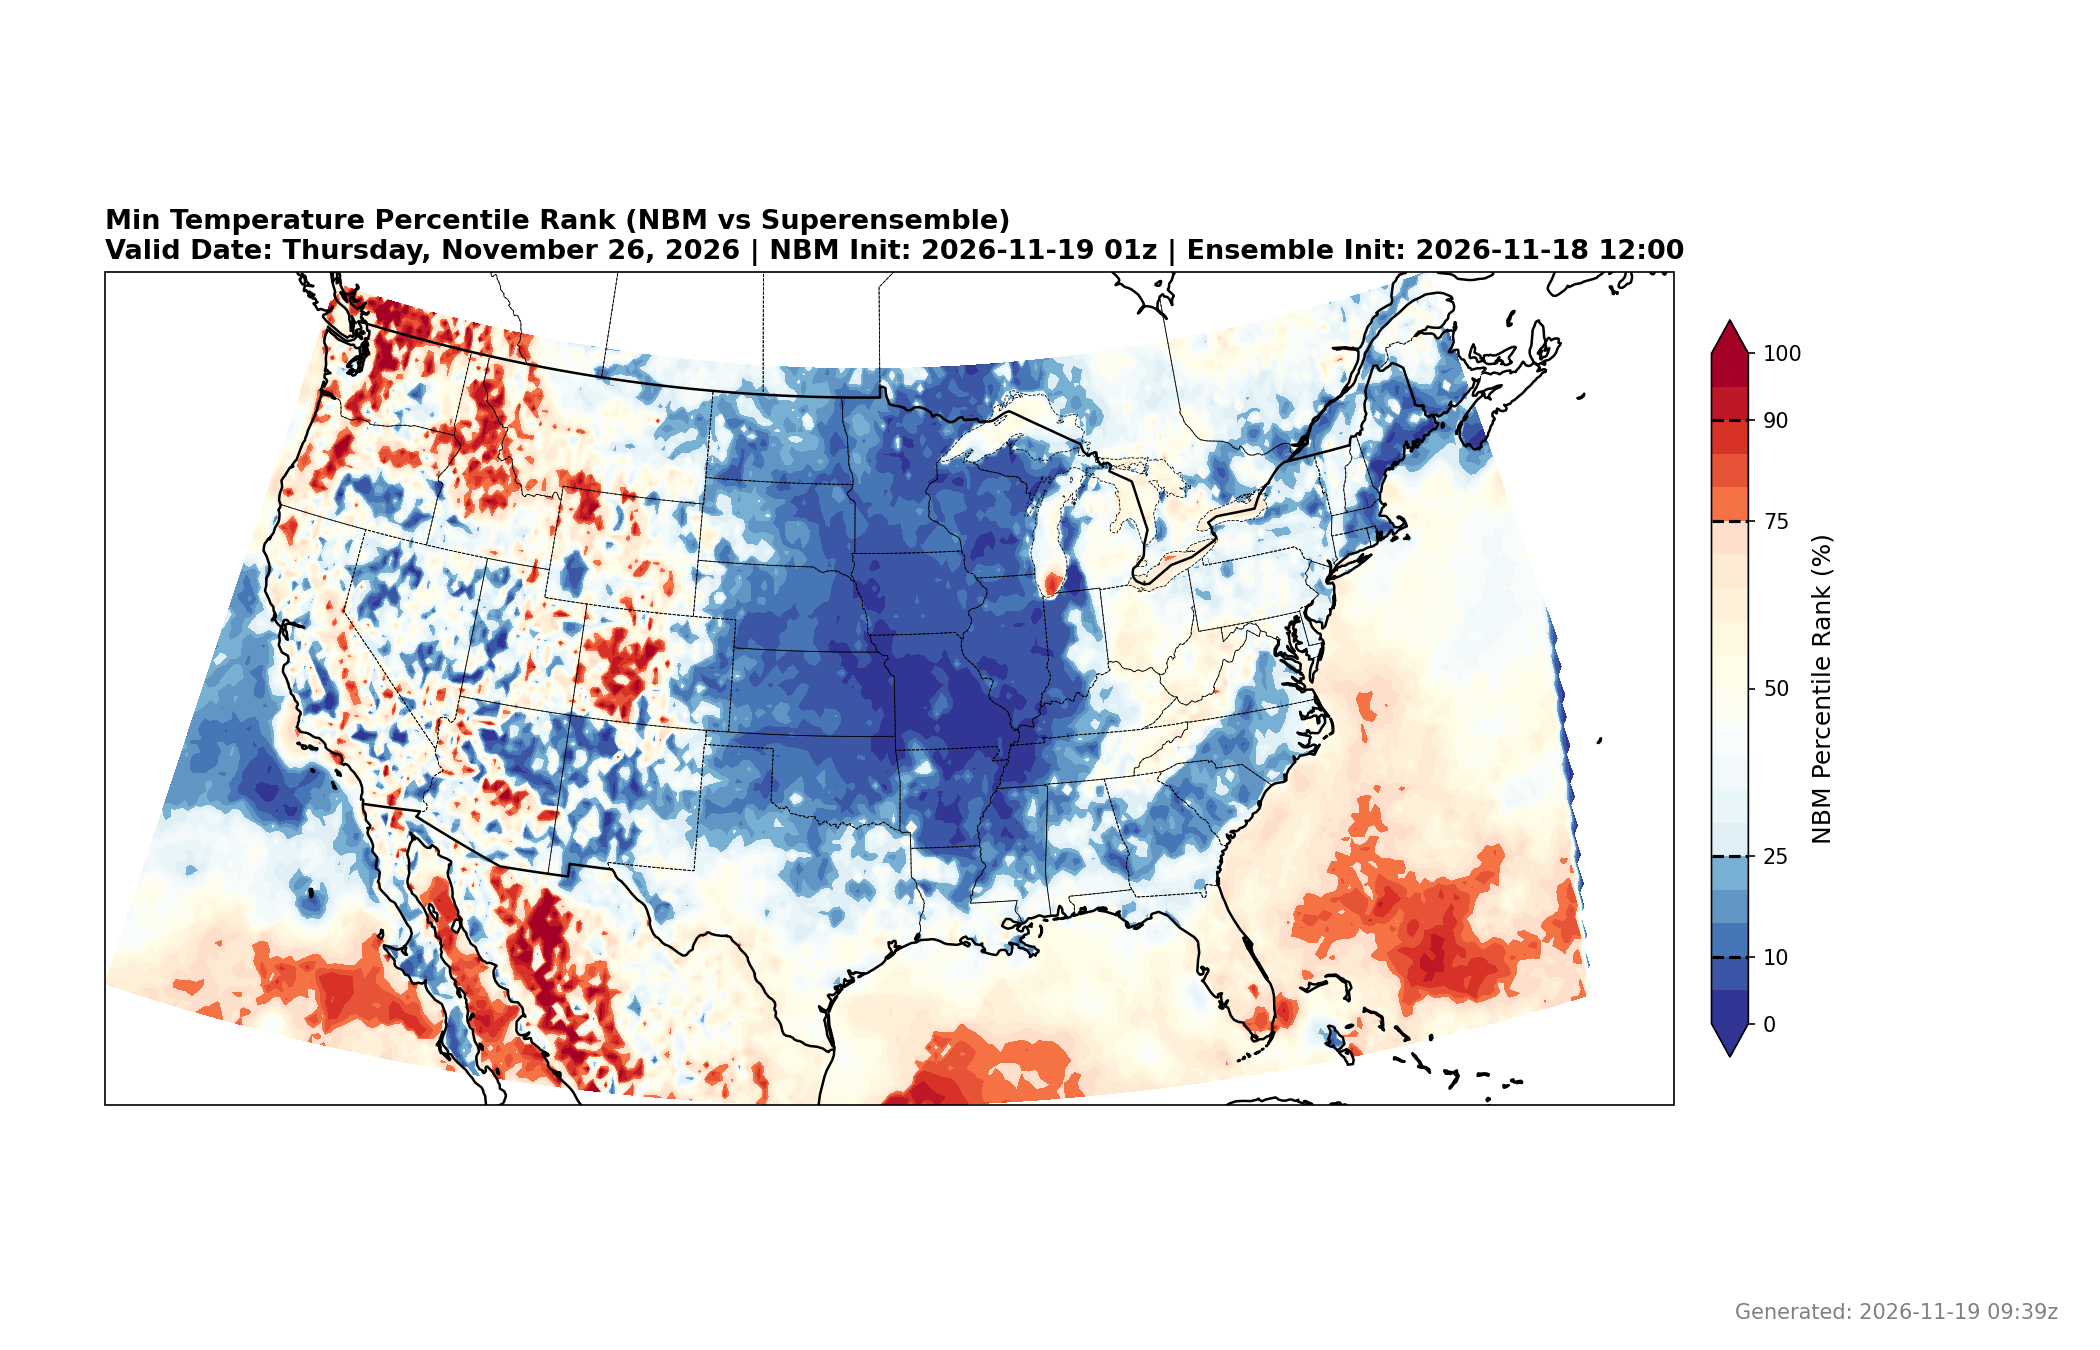 Min Temperature Percentile Rank (NBM vs Superensemble)
Valid Date: Thursday, November 26, 2026 | NBM Init: 2026-11-19 01z | Ensemble Init: 2026-11-18 12:00
100
90
75
50
25
10
0
NBM Percentile Rank (%)
Generated: 2026-11-19 09:39z